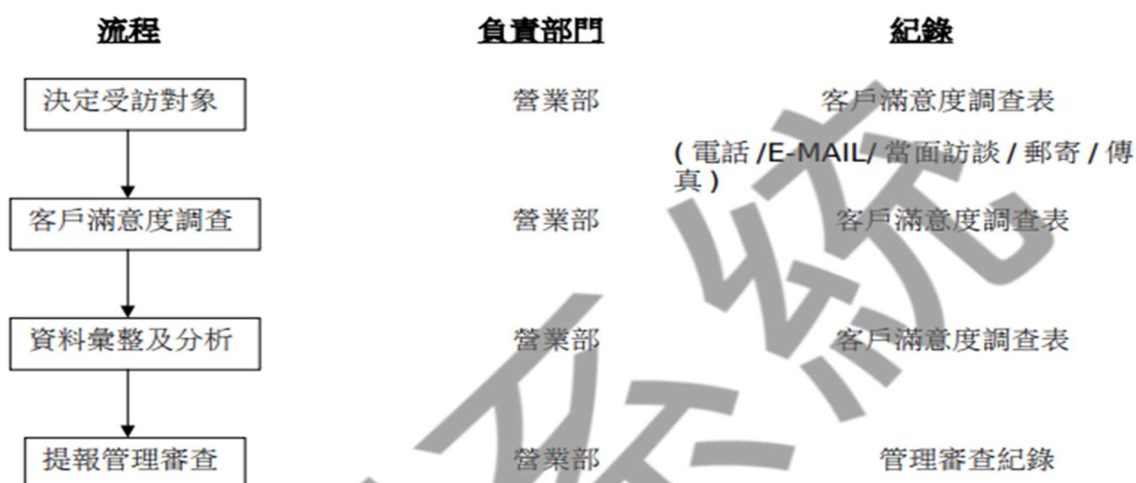 流程 負責部門 紀錄
決定受訪對象 營業部 客戶滿意度調查表
(電話/E-MAIL/當面訪談/郵寄/傳
真)
客戶滿意度調查 營業部 客戶滿意度調查表
資料彙整及分析 營業部 客戶滿意度調查表
提報管理審查 營業部 管理審查紀錄
系統